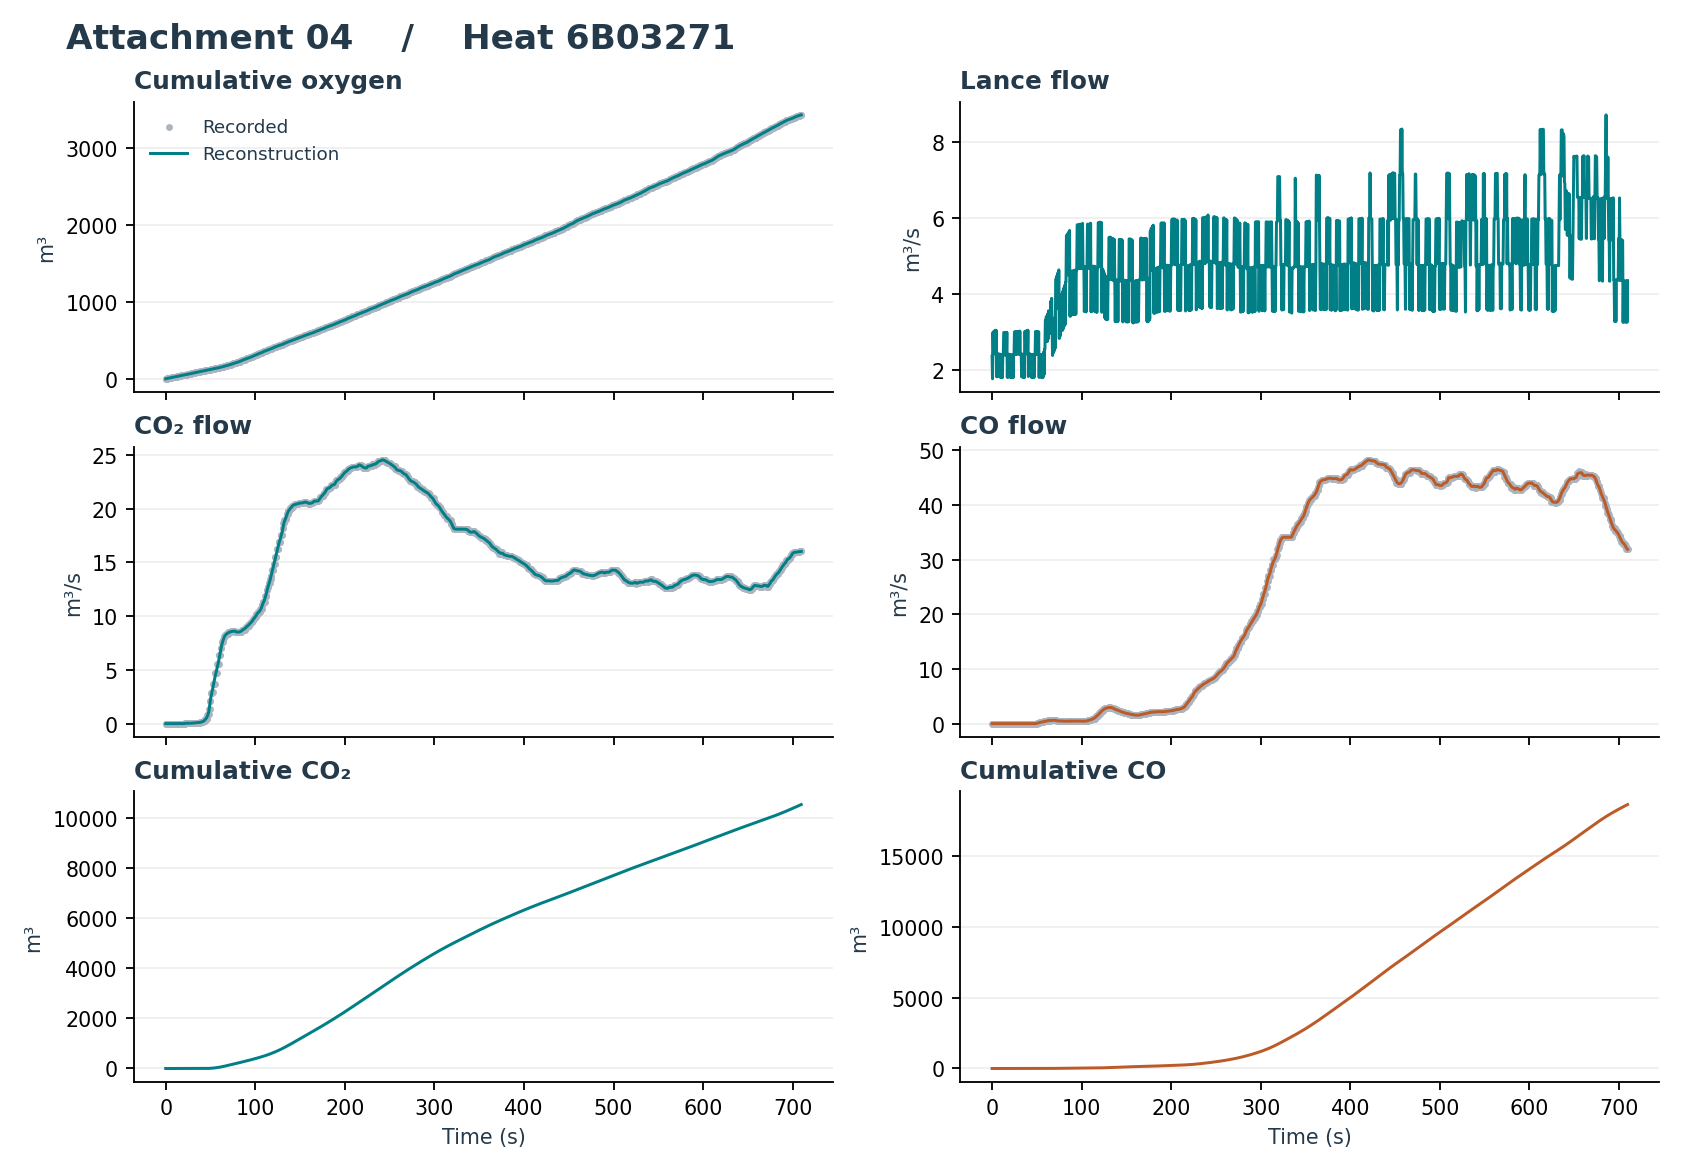 Attachment 04 / Heat 6B03271
Cumulative oxygen
Recorded
Reconstruction
3000
2000
1000
0
m³
Lance flow
8
6
4
2
m³/s
CO₂ flow
25
20
15
10
5
0
m³/s
CO flow
50
40
30
20
10
0
m³/s
Cumulative CO₂
10000
8000
6000
4000
2000
0
m³
0 100 200 300 400 500 600 700
Time (s)
Cumulative CO
15000
10000
5000
0
m³
0 100 200 300 400 500 600 700
Time (s)